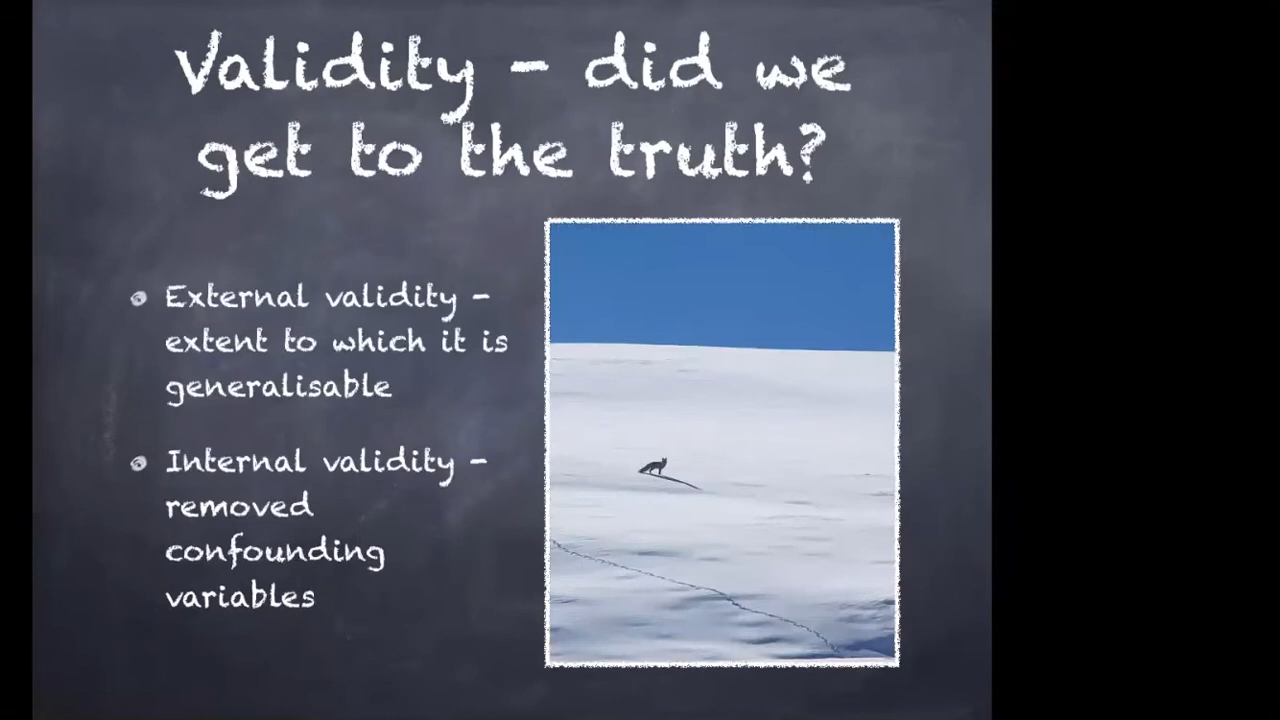 Validity - did we
get to the truth?
External validity -
extent to which it is
generalisable
Internal validity -
removed
confounding
variables